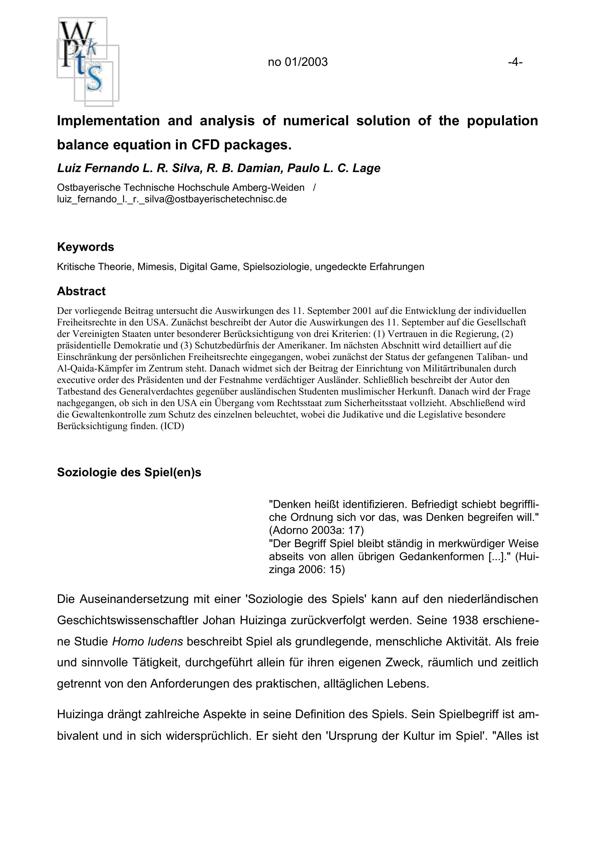 W
P k
t s
S
no 01/2003 -4-
Implementation and analysis of numerical solution of the population
balance equation in CFD packages.
Luiz Fernando L. R. Silva, R. B. Damian, Paulo L. C. Lage
Ostbayerische Technische Hochschule Amberg-Weiden /
luiz_fernando_l._r._silva@ostbayerischetechnisc.de
Keywords
Kritische Theorie, Mimesis, Digital Game, Spielsoziologie, ungedeckte Erfahrungen
Abstract
Der vorliegende Beitrag untersucht die Auswirkungen des 11. September 2001 auf die Entwicklung der individuellen
Freiheitsrechte in den USA. Zunächst beschreibt der Autor die Auswirkungen des 11. September auf die Gesellschaft
der Vereinigten Staaten unter besonderer Berücksichtigung von drei Kriterien: (1) Vertrauen in die Regierung, (2)
präsidentielle Demokratie und (3) Schutzbedürfnis der Amerikaner. Im nächsten Abschnitt wird detailliert auf die
Einschränkung der persönlichen Freiheitsrechte eingegangen, wobei zunächst der Status der gefangenen Taliban- und
Al-Qaida-Kämpfer im Zentrum steht. Danach widmet sich der Beitrag der Einrichtung von Militärtribunalen durch
executive order des Präsidenten und der Festnahme verdächtiger Ausländer. Schließlich beschreibt der Autor den
Tatbestand des Generalverdachtes gegenüber ausländischen Studenten muslimischer Herkunft. Danach wird der Frage
nachgegangen, ob sich in den USA ein Übergang vom Rechtsstaat zum Sicherheitsstaat vollzieht. Abschließend wird
die Gewaltenkontrolle zum Schutz des einzelnen beleuchtet, wobei die Judikative und die Legislative besondere
Berücksichtigung finden. (ICD)
Soziologie des Spiel(en)s
"Denken heißt identifizieren. Befriedigt schiebt begriffli-
che Ordnung sich vor das, was Denken begreifen will."
(Adorno 2003a: 17)
"Der Begriff Spiel bleibt ständig in merkwürdiger Weise
abseits von allen übrigen Gedankenformen [...]." (Hui-
zinga 2006: 15)
Die Auseinandersetzung mit einer 'Soziologie des Spiels' kann auf den niederländischen
Geschichtswissenschaftler Johan Huizinga zurückverfolgt werden. Seine 1938 erschiene-
ne Studie Homo ludens beschreibt Spiel als grundlegende, menschliche Aktivität. Als freie
und sinnvolle Tätigkeit, durchgeführt allein für ihren eigenen Zweck, räumlich und zeitlich
getrennt von den Anforderungen des praktischen, alltäglichen Lebens.
Huizinga drängt zahlreiche Aspekte in seine Definition des Spiels. Sein Spielbegriff ist am-
bivalent und in sich widersprüchlich. Er sieht den 'Ursprung der Kultur im Spiel'. "Alles ist